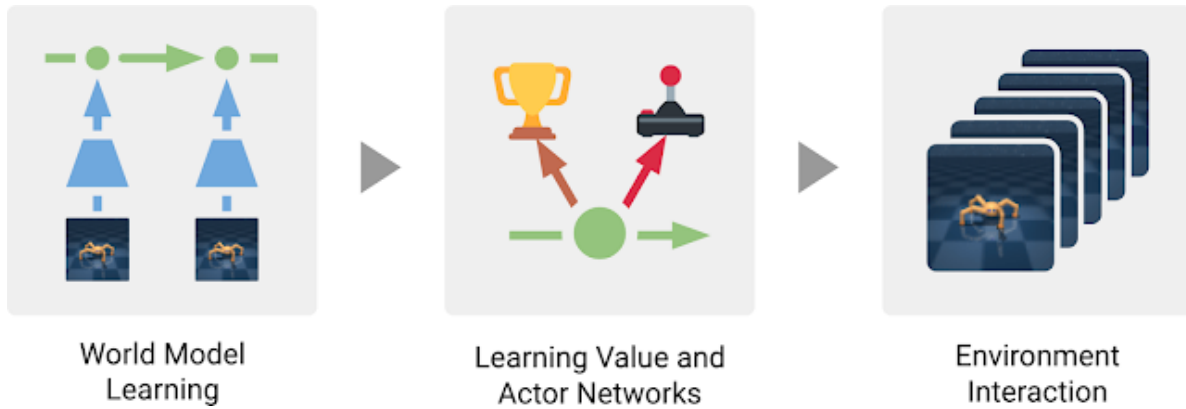 World Model
Learning
Learning Value and
Actor Networks
Environment
Interaction